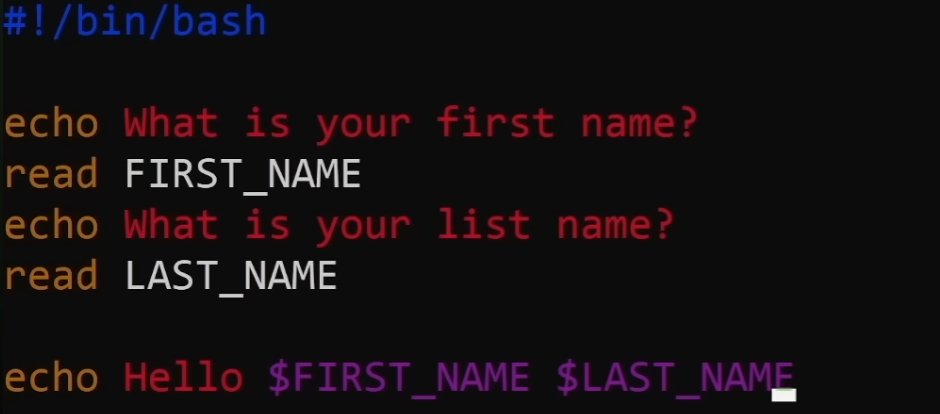 #!/bin/bash
echo What is your first name?
read FIRST_NAME
echo What is your list name?
read LAST_NAME
echo Hello $FIRST_NAME $LAST_NAME